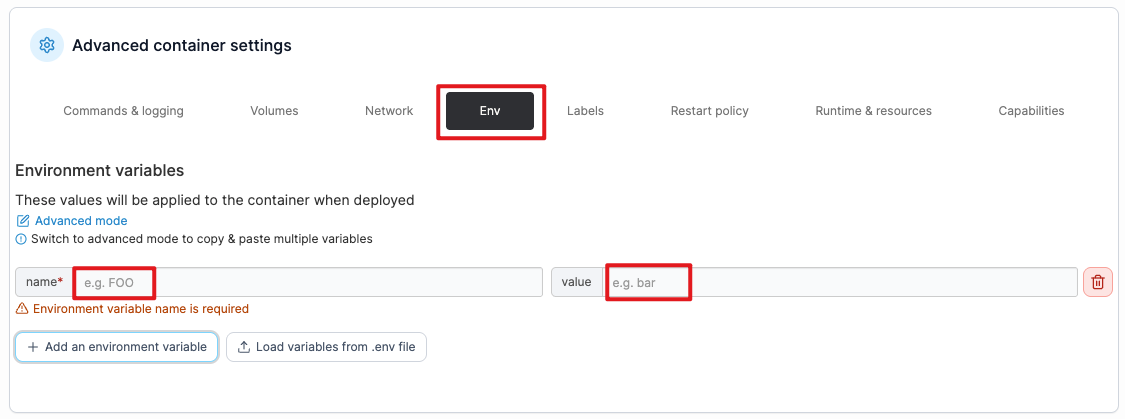 Advanced container settings
Commands & logging Volumes Network Env Labels Restart policy Runtime & resources Capabilities
Environment variables
These values will be applied to the container when deployed
Advanced mode
Switch to advanced mode to copy & paste multiple variables
name* e.g. FOO value e.g. bar
Environment variable name is required
+ Add an environment variable Load variables from .env file